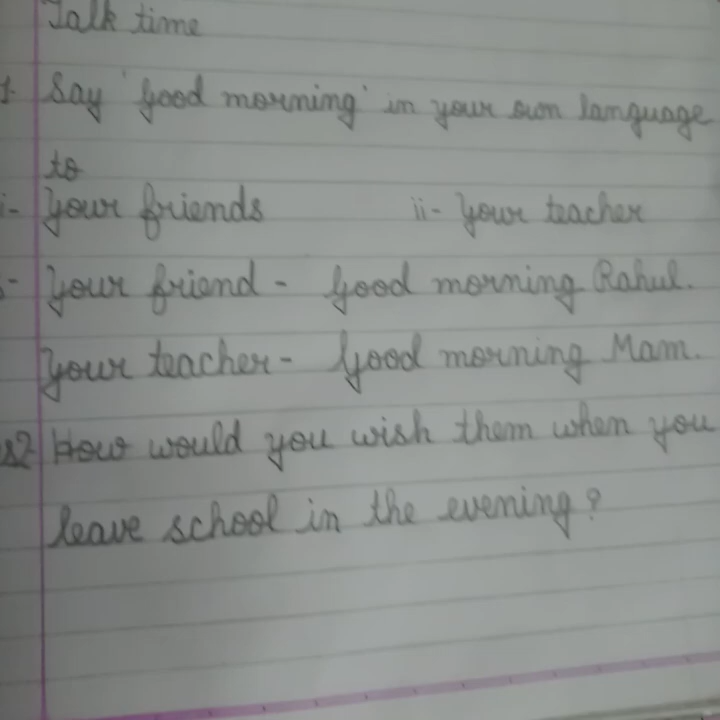 Talk time
1. Say 'Good morning' in your own language
to
i- Your friends ii- Your teacher
- Your friend - Good morning Rahul.
Your teacher - Good morning Mam.
2 How would you wish them when you
leave school in the evening?